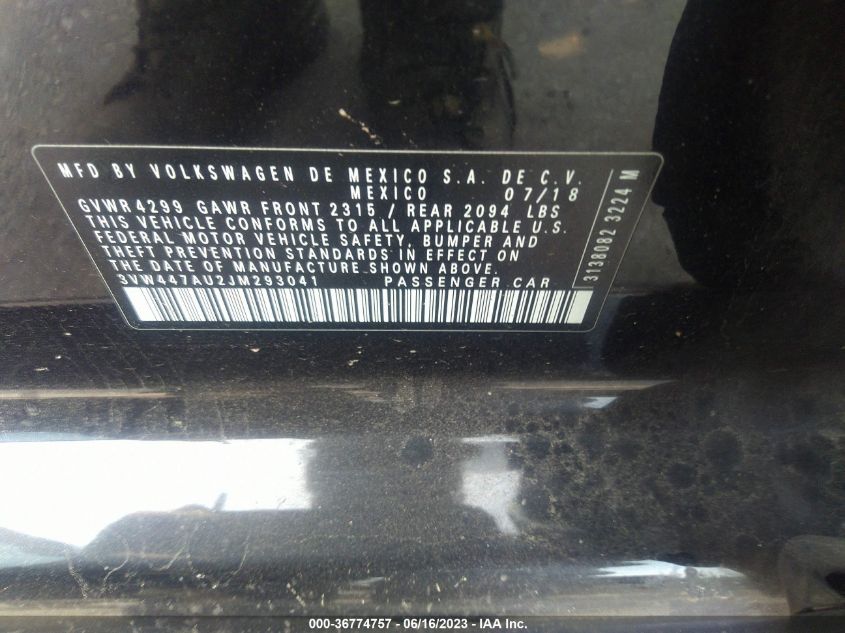 MFD BY VOLKSWAGEN DE MEXICO S.A. DE C.V.
MEXICO 07/18
GVWR 4299 GAWR FRONT 2315 / REAR 2094 LBS
THIS VEHICLE CONFORMS TO ALL APPLICABLE U.S.
FEDERAL MOTOR VEHICLE SAFETY, BUMPER AND
THEFT PREVENTION STANDARDS IN EFFECT ON
THE DATE OF MANUFACTURE SHOWN ABOVE.
3VW447AU2JM293041 PASSENGER CAR
3138082 3224 M
000-36774757 - 06/16/2023 - IAA Inc.